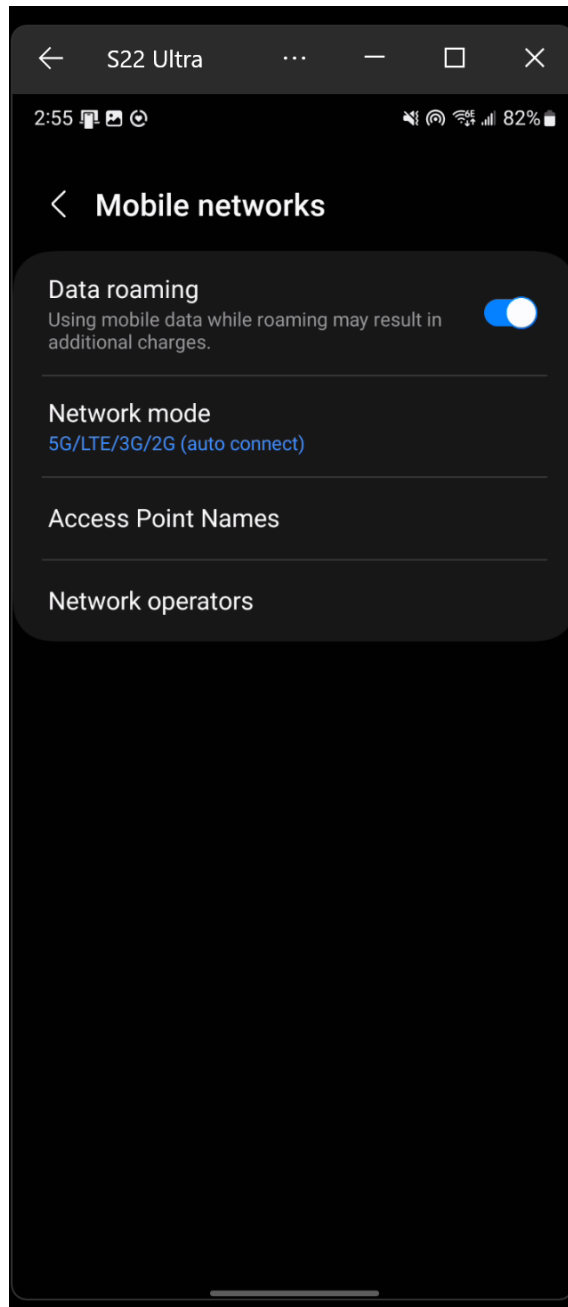 S22 Ultra
2:55 82%
Mobile networks
Data roaming
Using mobile data while roaming may result in
additional charges.
Network mode
5G/LTE/3G/2G (auto connect)
Access Point Names
Network operators